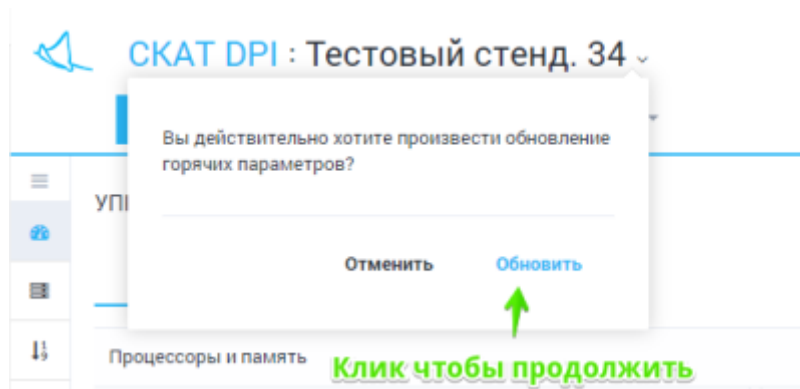 СКАТ DPI : Тестовый стенд. 34
Вы действительно хотите произвести обновление
горячих параметров?
Отменить Обновить
Процессоры и память
Клик чтобы продолжить